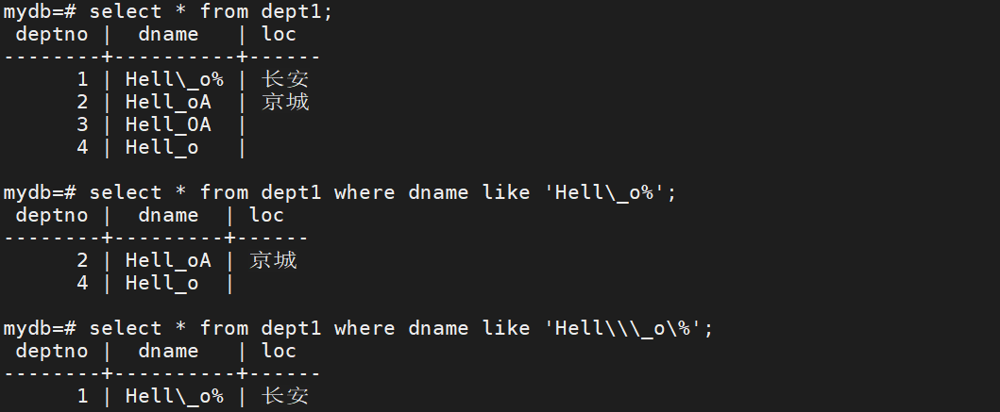 mydb=# select * from dept1;
 deptno |  dname   | loc
--------+----------+------
      1 | Hell\_o% | 长安
      2 | Hell_oA  | 京城
      3 | Hell_OA  |
      4 | Hell_o   |
mydb=# select * from dept1 where dname like 'Hell\_o%';
 deptno |  dname  | loc
--------+---------+------
      2 | Hell_oA | 京城
      4 | Hell_o  |
mydb=# select * from dept1 where dname like 'Hell\\\_o\%';
 deptno |  dname   | loc
--------+----------+------
      1 | Hell\_o% | 长安